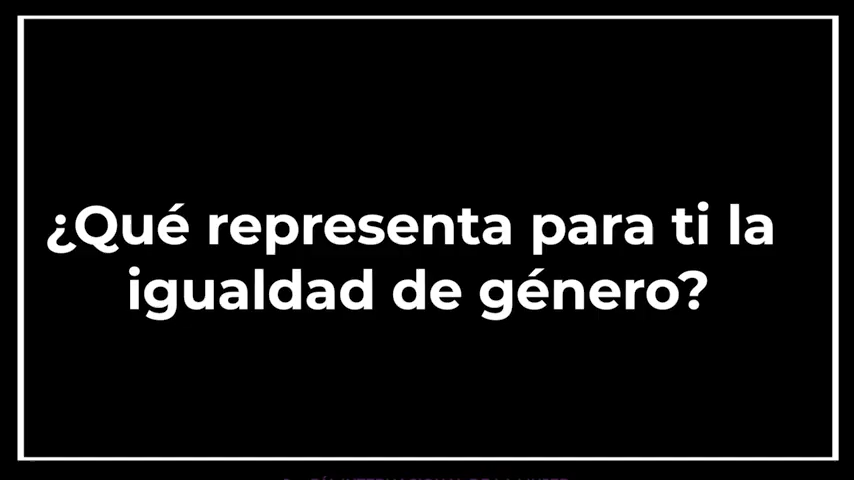 ¿Qué representa para ti la
igualdad de género?